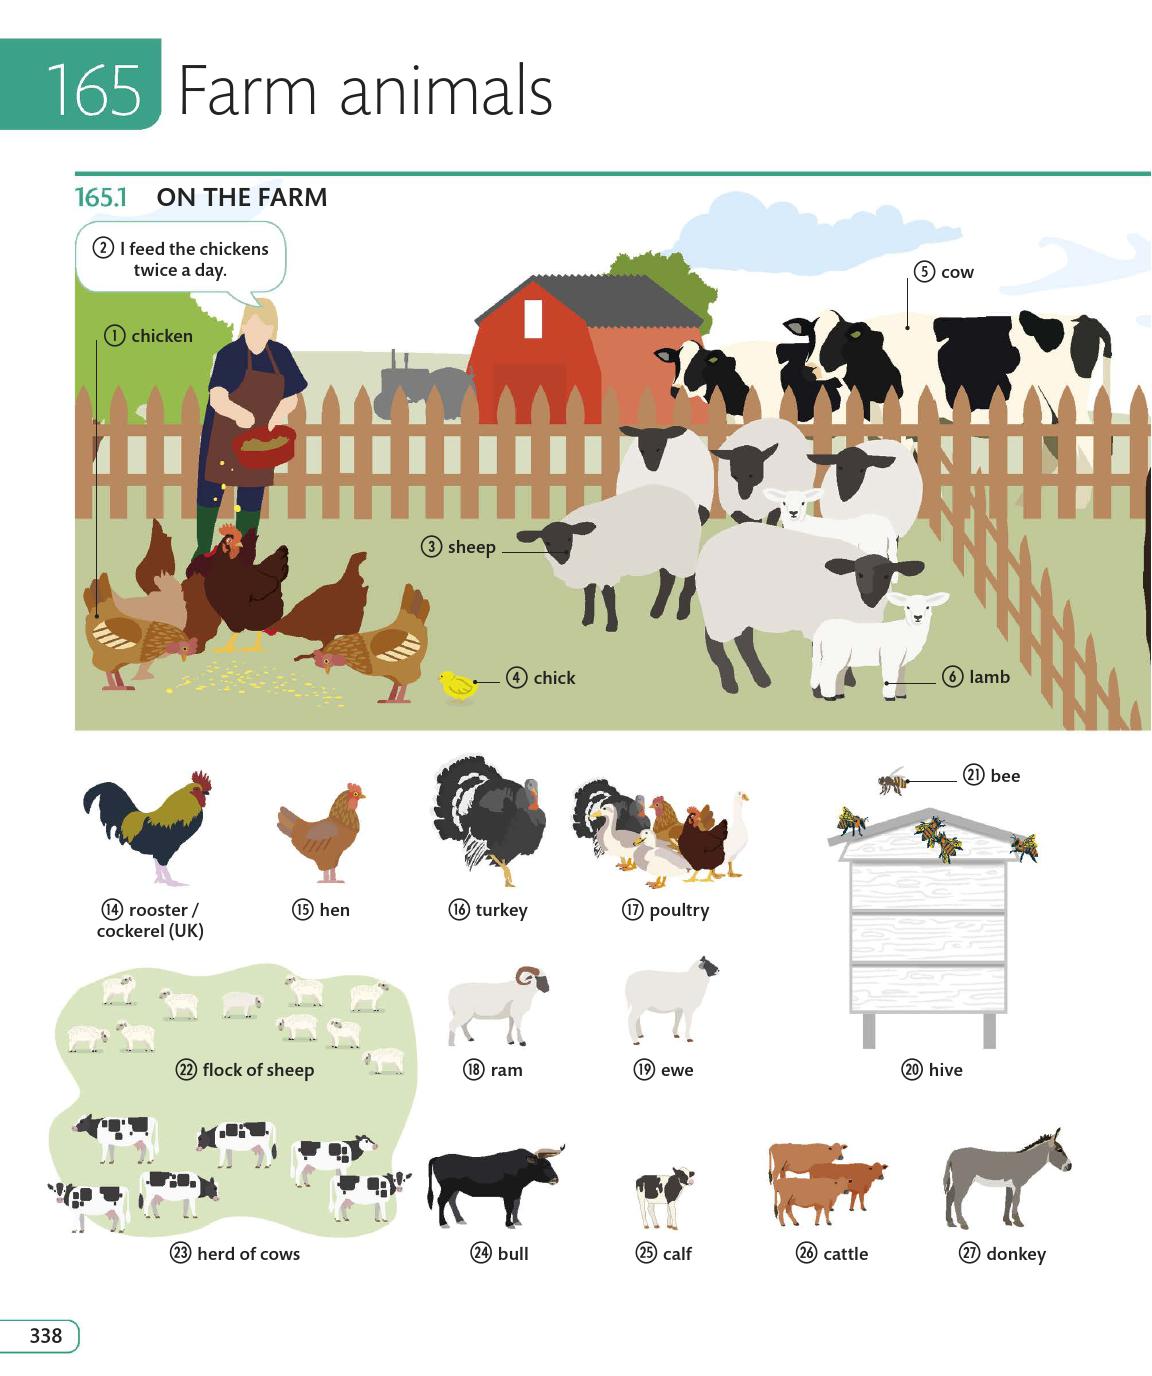 165 Farm animals
165.1 ON THE FARM
② I feed the chickens
twice a day.
① chicken
⑤ cow
③ sheep
④ chick
⑥ lamb
⑭ rooster /
cockerel (UK)
⑮ hen
⑯ turkey
⑰ poultry
㉑ bee
㉒ flock of sheep
⑱ ram
⑲ ewe
⑳ hive
㉓ herd of cows
㉔ bull
㉕ calf
㉖ cattle
㉗ donkey
338